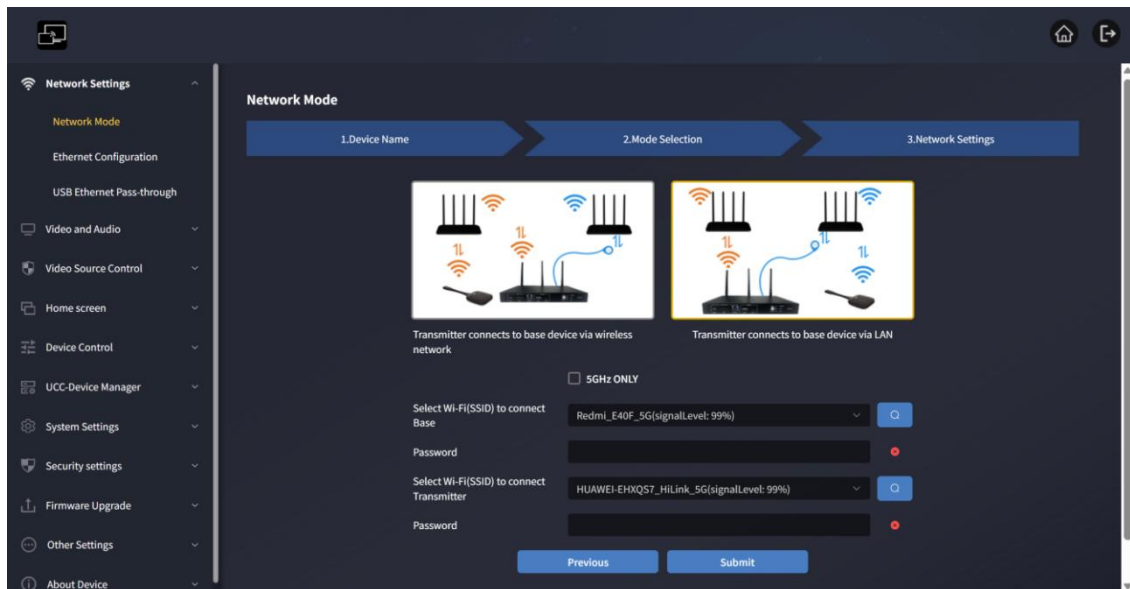 Network Settings
Network Mode
Ethernet Configuration
USB Ethernet Pass-through
Video and Audio
Video Source Control
Home screen
Device Control
UCC-Device Manager
System Settings
Security settings
Firmware Upgrade
Other Settings
About Device
Network Mode
1.Device Name
2.Mode Selection
3.Network Settings
Transmitter connects to base device via wireless
network
Transmitter connects to base device via LAN
5GHz ONLY
Select Wi-Fi(SSID) to connect
Base
Redmi_E40F_5G(signalLevel: 99%)
Password
Select Wi-Fi(SSID) to connect
Transmitter
HUAWEI-EHXQS7_HiLink_5G(signalLevel: 99%)
Password
Previous
Submit